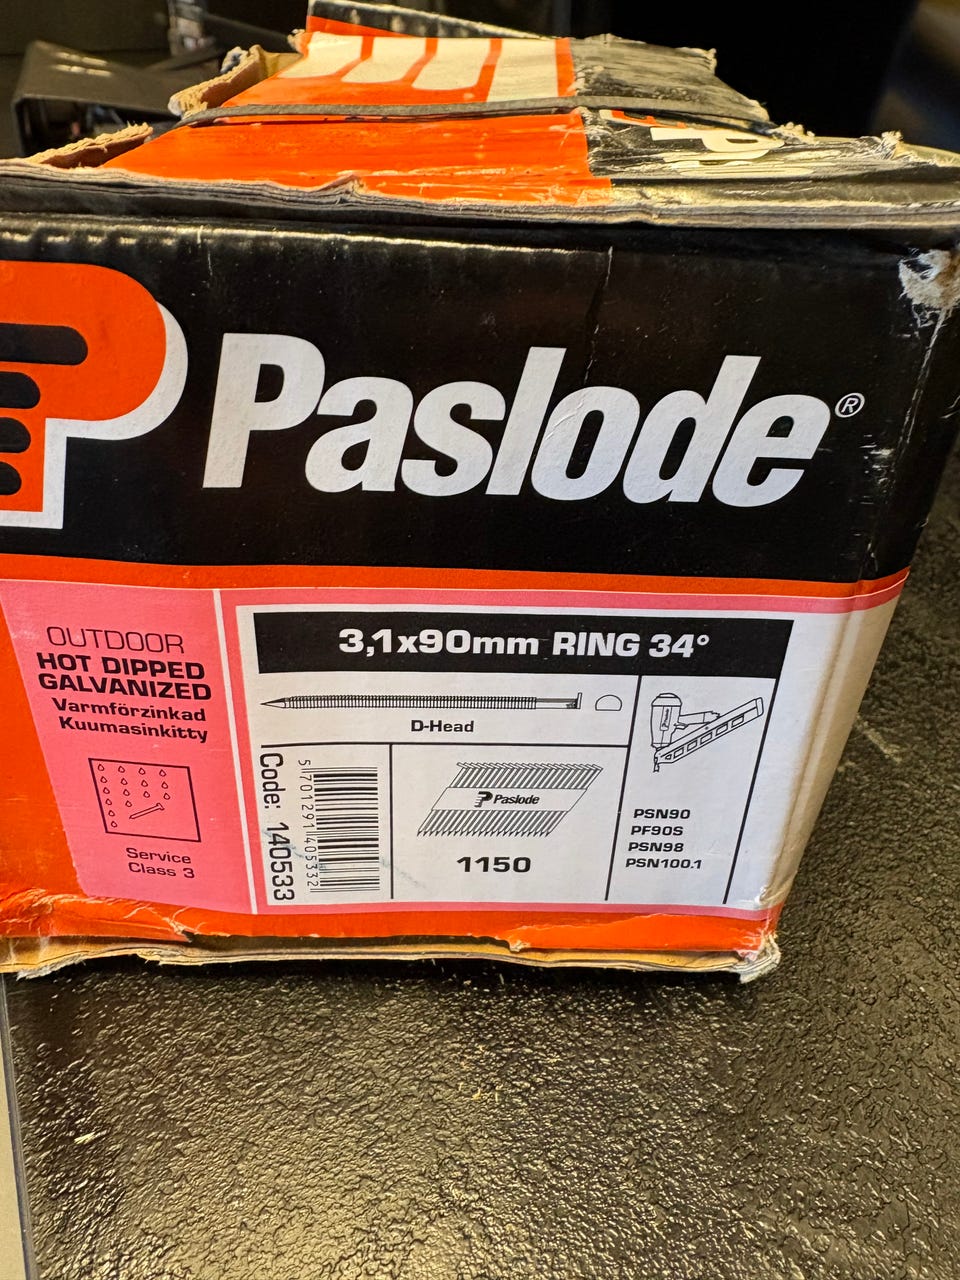 Paslode®
OUTDOOR
HOT DIPPED
GALVANIZED
Varmförzinkad
Kuumasinkitty
Service
Class 3
3,1x90mm RING 34°
D-Head
Code: 140533
5701291405332
Paslode
1150
PSN90
PF90S
PSN98
PSN100.1